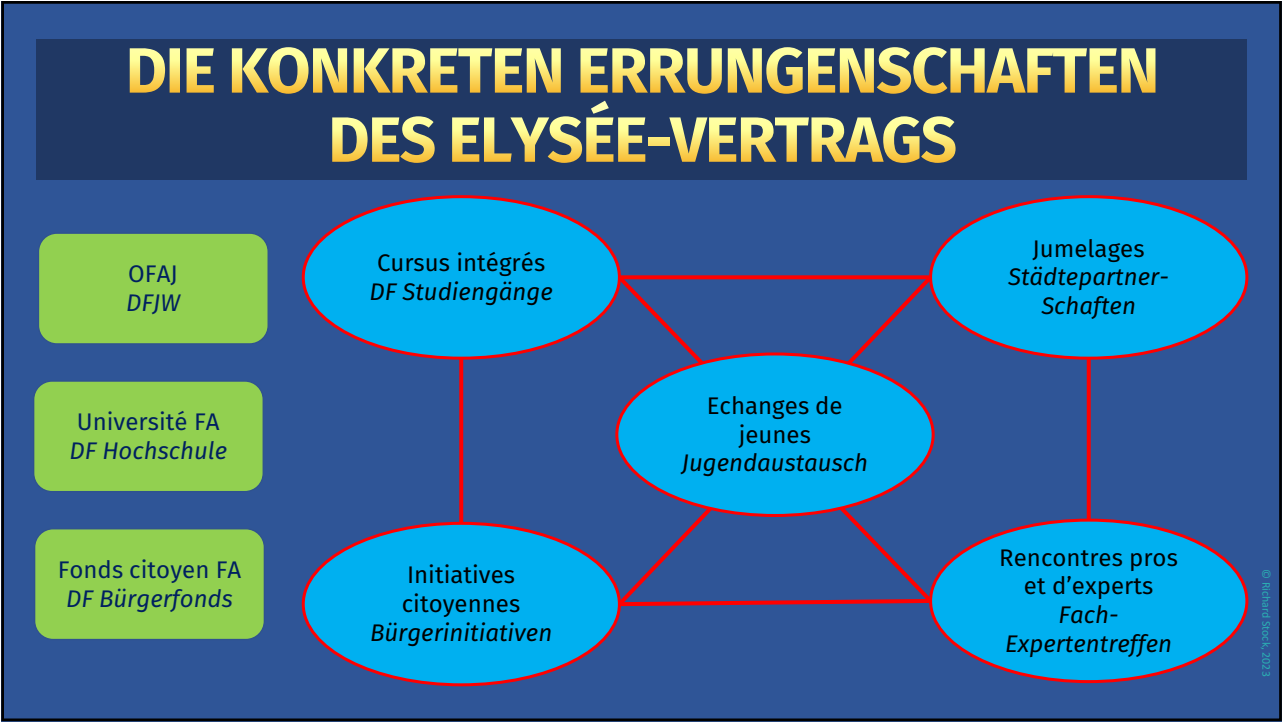 DIE KONKRETEN ERRUNGENSCHAFTEN
DES ELYSÉE-VERTRAGS
OFAJ
DFJW
Université FA
DF Hochschule
Fonds citoyen FA
DF Bürgerfonds
Cursus intégrés
DF Studiengänge
Jumelages
Städtepartner-
Schaften
Echanges de
jeunes
Jugendaustausch
Initiatives
citoyennes
Bürgerinitiativen
Rencontres pros
et d’experts
Fach-
Expertentreffen
© Richard Stock, 2023